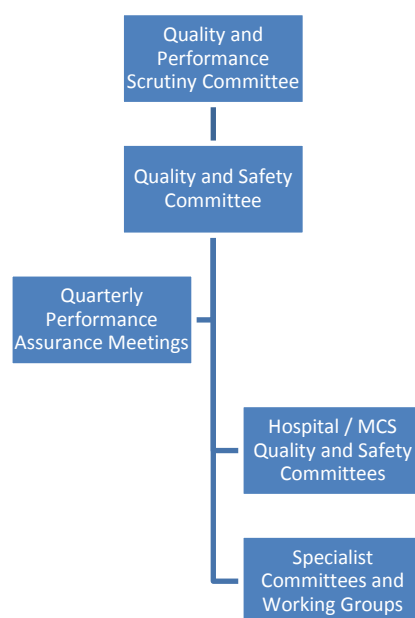 Quality and
Performance
Scrutiny Committee
Quality and Safety
Committee
Quarterly
Performance
Assurance Meetings
Hospital / MCS
Quality and Safety
Committees
Specialist
Committees and
Working Groups